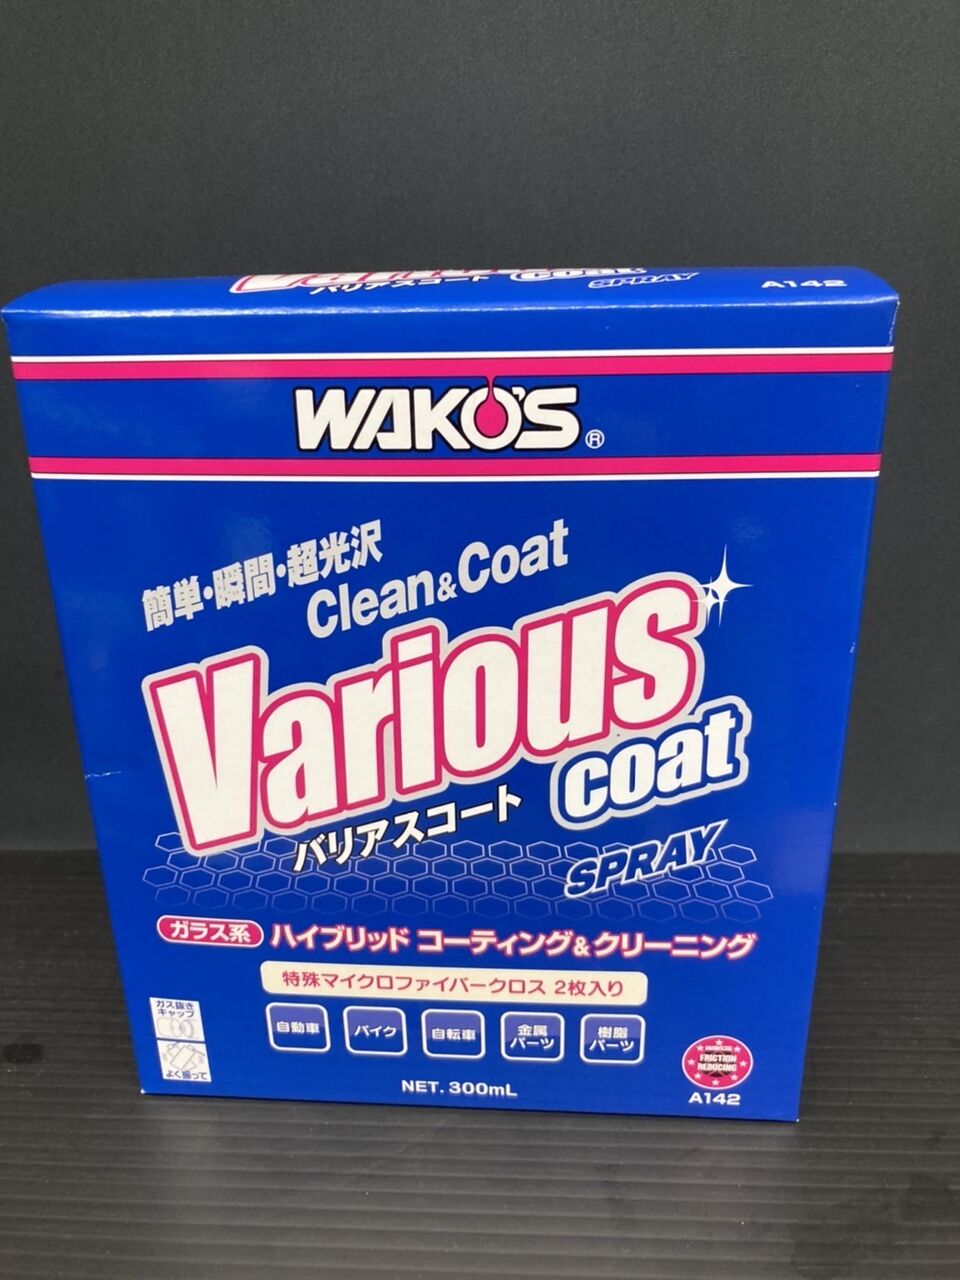 Various coat SPRAY
バリアスコート
A142
WAKO'S®
簡単・瞬間・超光沢
Clean&Coat
Various
coat
バリアスコート
SPRAY
ガラス系 ハイブリッド コーティング&クリーニング
特殊マイクロファイバークロス 2枚入り
ガス抜き
キャップ
よく振って
自動車 バイク 自転車 金属パーツ 樹脂パーツ
FRICTION
REDUCING
NET. 300mL
A142